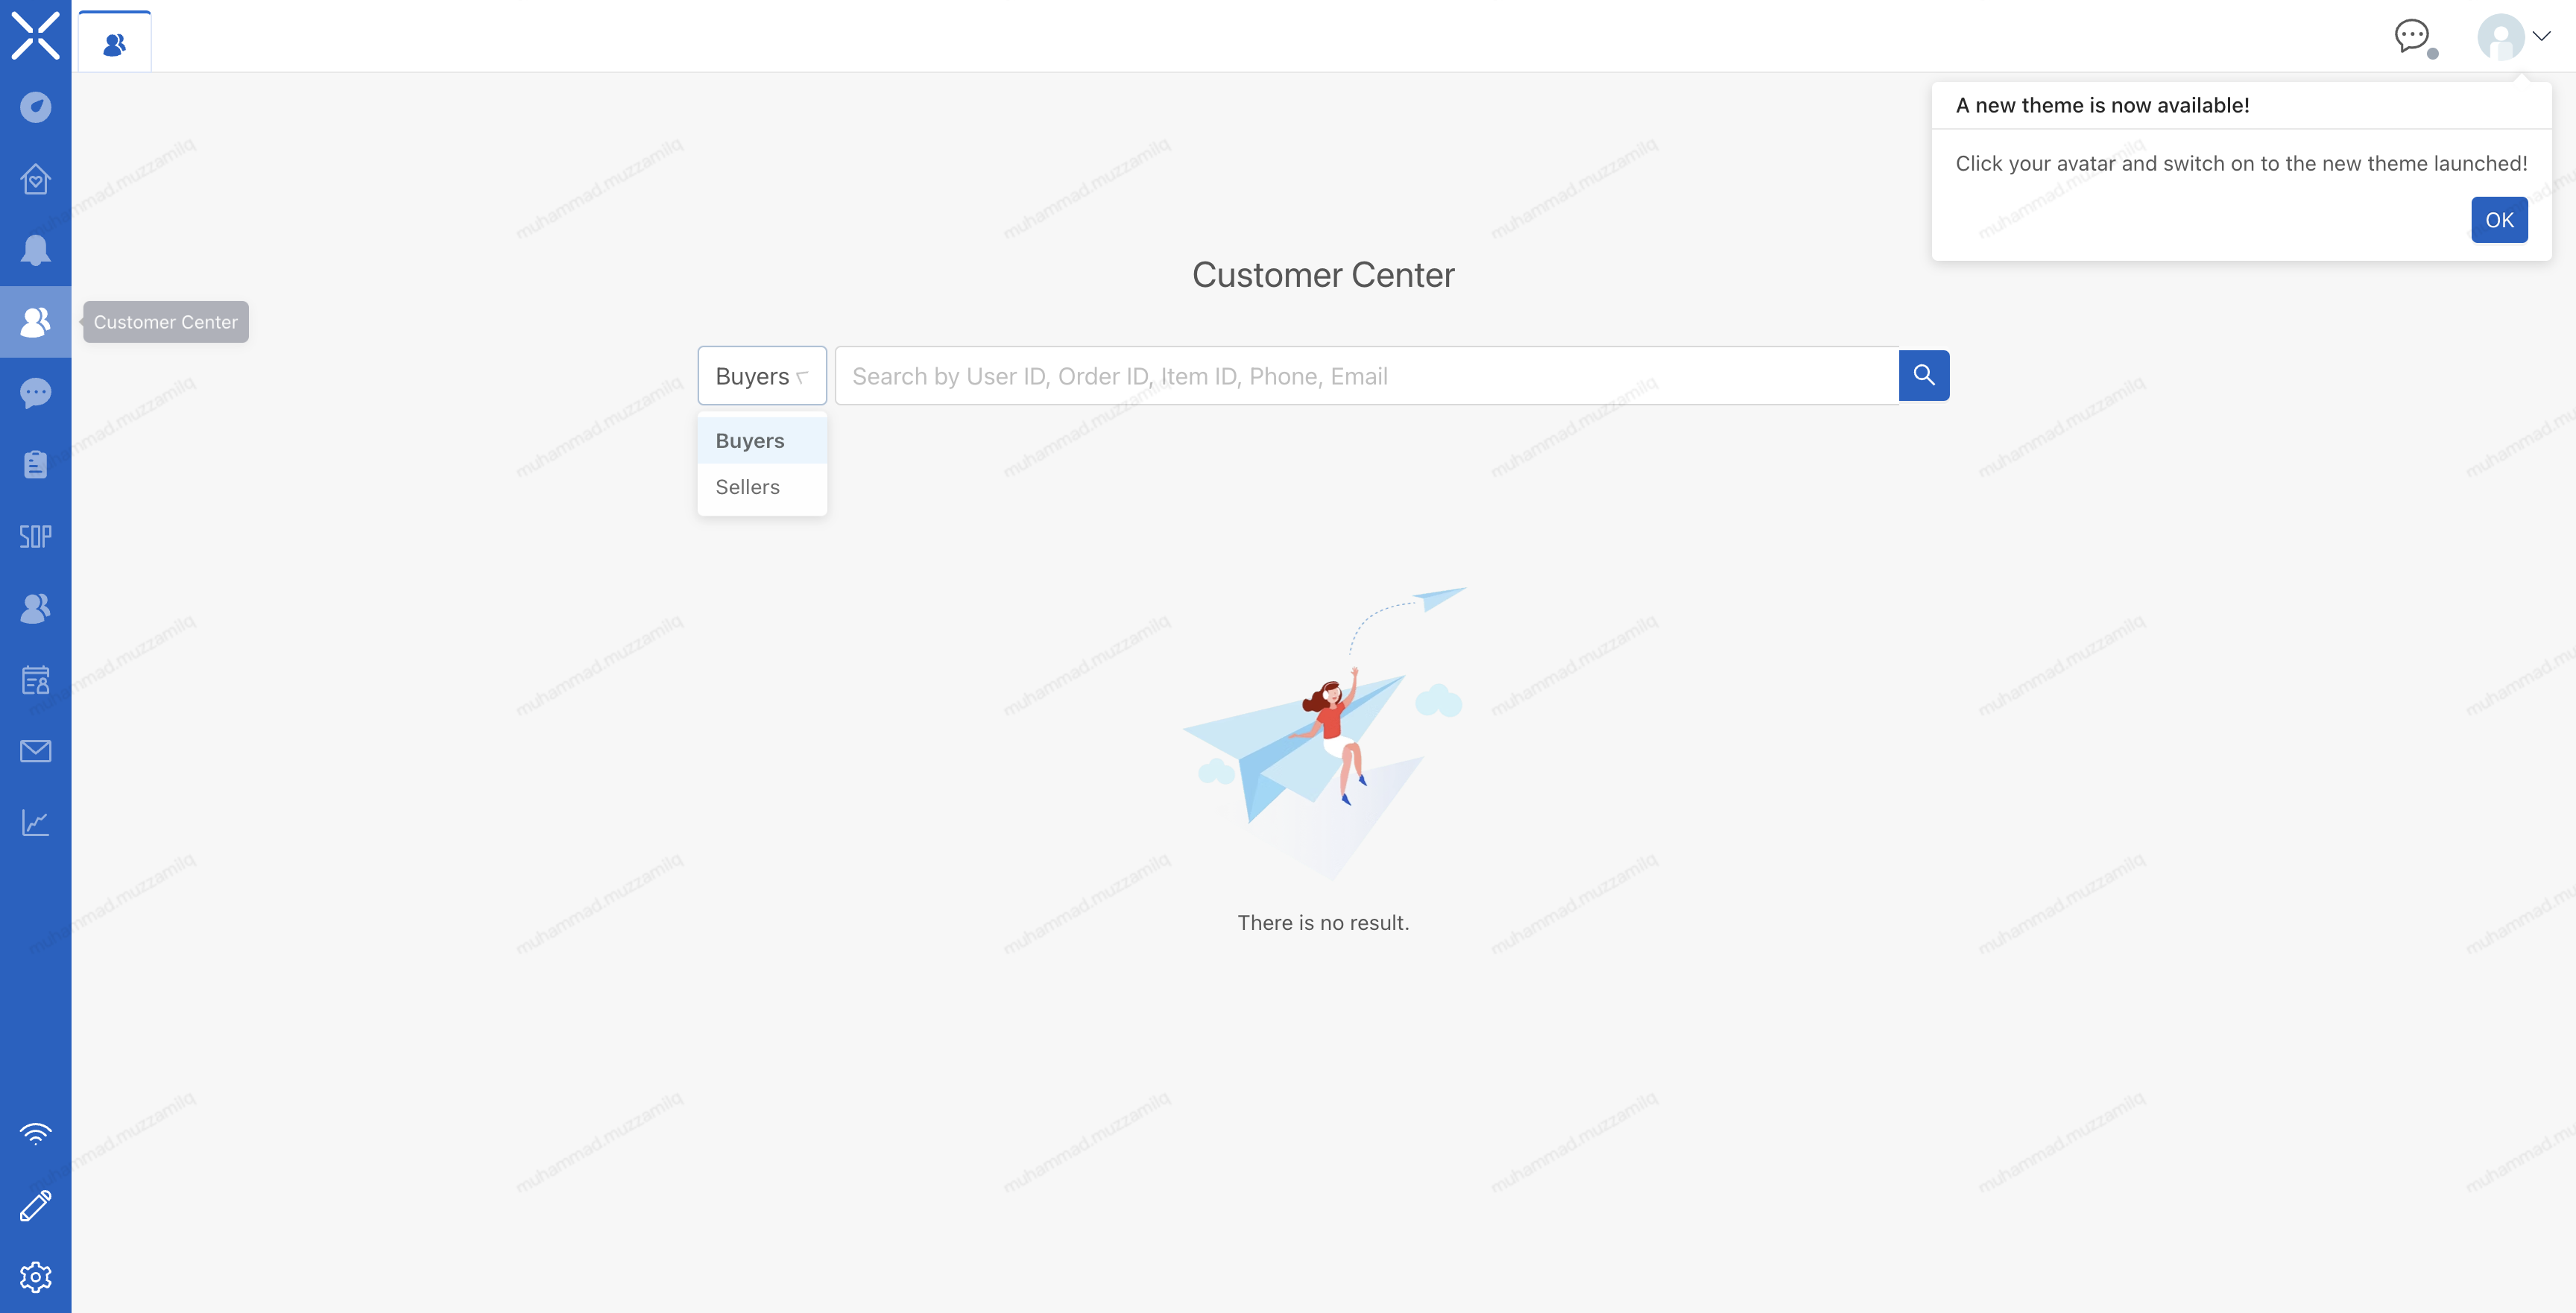 A new theme is now available!
Click your avatar and switch on to the new theme launched!
OK
Customer Center
Customer Center
Buyers
Search by User ID, Order ID, Item ID, Phone, Email
Buyers
Sellers
SOP
There is no result.
muhammad.muzzamilq